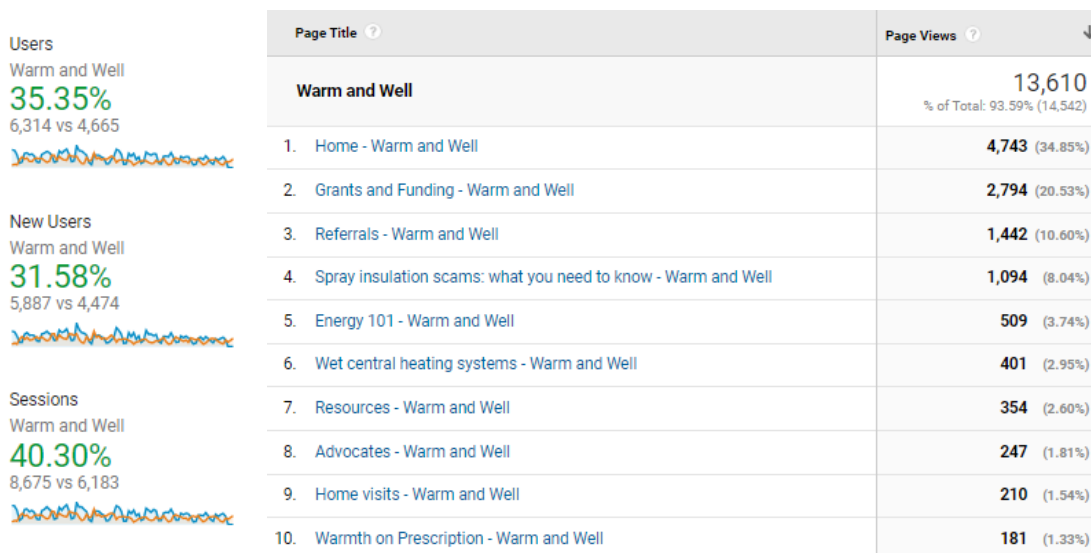 Users
Warm and Well
35.35%
6,314 vs 4,665
New Users
Warm and Well
31.58%
5,887 vs 4,474
Sessions
Warm and Well
40.30%
8,675 vs 6,183
Page Title ? Page Views ?
Warm and Well 13,610
% of Total: 93.59% (14,542)
1. Home - Warm and Well 4,743 (34.85%)
2. Grants and Funding - Warm and Well 2,794 (20.53%)
3. Referrals - Warm and Well 1,442 (10.60%)
4. Spray insulation scams: what you need to know - Warm and Well 1,094 (8.04%)
5. Energy 101 - Warm and Well 509 (3.74%)
6. Wet central heating systems - Warm and Well 401 (2.95%)
7. Resources - Warm and Well 354 (2.60%)
8. Advocates - Warm and Well 247 (1.81%)
9. Home visits - Warm and Well 210 (1.54%)
10. Warmth on Prescription - Warm and Well 181 (1.33%)